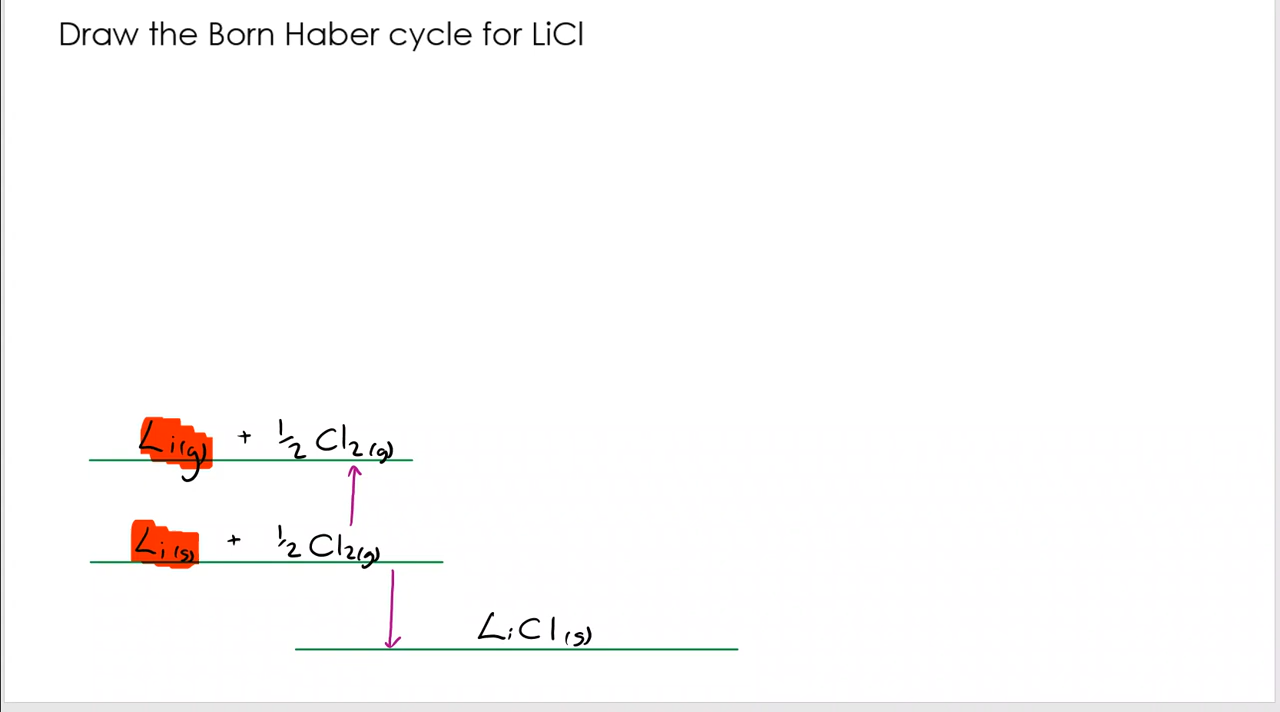 Draw the Born Haber cycle for LiCl
Li(g) + ½ Cl₂(g)
Li(s) + ½ Cl₂(g)
LiCl(s)